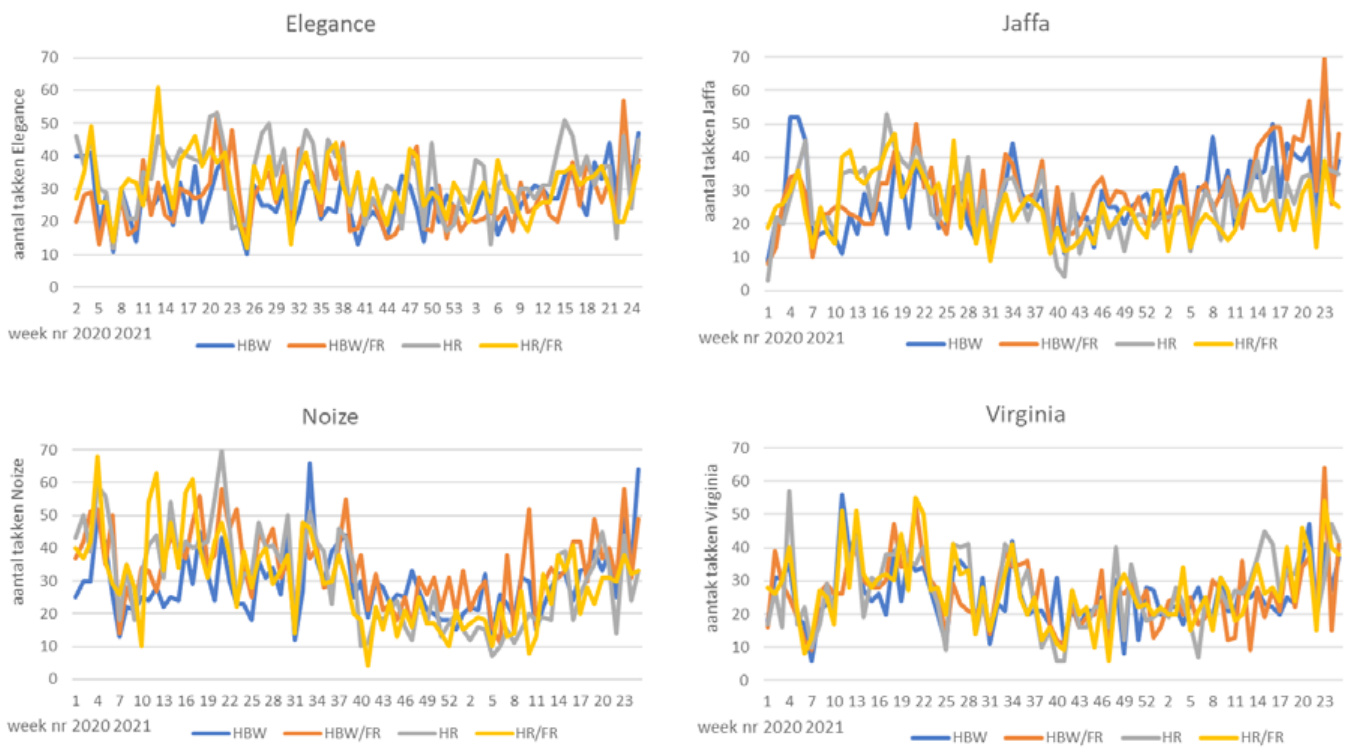 Elegance
70
60
50
40
30
20
10
0
aantal takken Elegance
2 5 8 11 14 17 20 23 26 29 32 35 38 41 44 47 50 53 3 6 9 12 15 18 21 24
week nr 2020 2021
HBW HBW/FR HR HR/FR
Jaffa
70
60
50
40
30
20
10
0
aantal takken Jaffa
1 4 7 10 13 16 19 22 25 28 31 34 37 40 43 46 49 52 2 5 8 11 14 17 20 23
week nr 2020 2021
HBW HBW/FR HR HR/FR
Noize
70
60
50
40
30
20
10
0
aantal taken Noize
1 4 7 10 13 16 19 22 25 28 31 34 37 40 43 46 49 52 2 5 8 11 14 17 20 23
week nr 2020 2021
HBW HBW/FR HR HR/FR
Virginia
70
60
50
40
30
20
10
0
aantak takken Virginia
1 4 7 10 13 16 19 22 25 28 31 34 37 40 43 46 49 52 2 5 8 11 14 17 20 23
week nr 2020 2021
HBW HBW/FR HR HR/FR